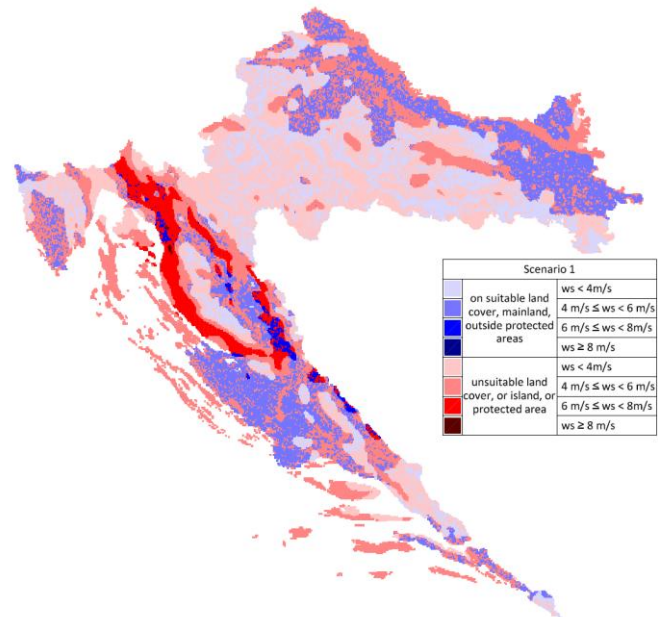 Scenario 1
on suitable land
cover, mainland,
outside protected
areas
ws < 4m/s
4 m/s ≤ ws < 6 m/s
6 m/s ≤ ws < 8m/s
ws ≥ 8 m/s
unsuitable land
cover, or island, or
protected area
ws < 4m/s
4 m/s ≤ ws < 6 m/s
6 m/s ≤ ws < 8m/s
ws ≥ 8 m/s